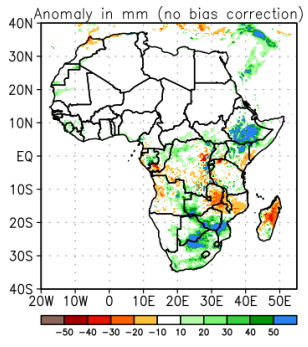 Anomaly in mm (no bias correction)
40N
30N
20N
10N
EQ
10S
20S
30S
40S
20W 10W 0 10E 20E 30E 40E 50E
-50 -40 -30 -20 -10 10 20 30 40 50